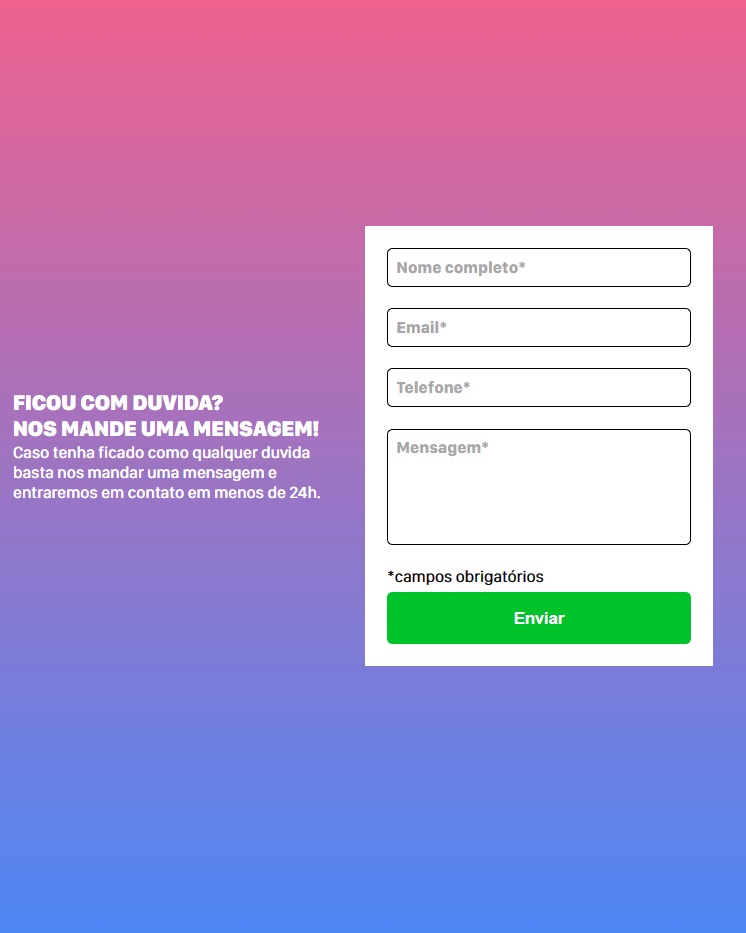 FICOU COM DUVIDA?
NOS MANDE UMA MENSAGEM!
Caso tenha ficado como qualquer duvida
basta nos mandar uma mensagem e
entraremos em contato em menos de 24h.
Nome completo*
Email*
Telefone*
Mensagem*
*campos obrigatórios
Enviar